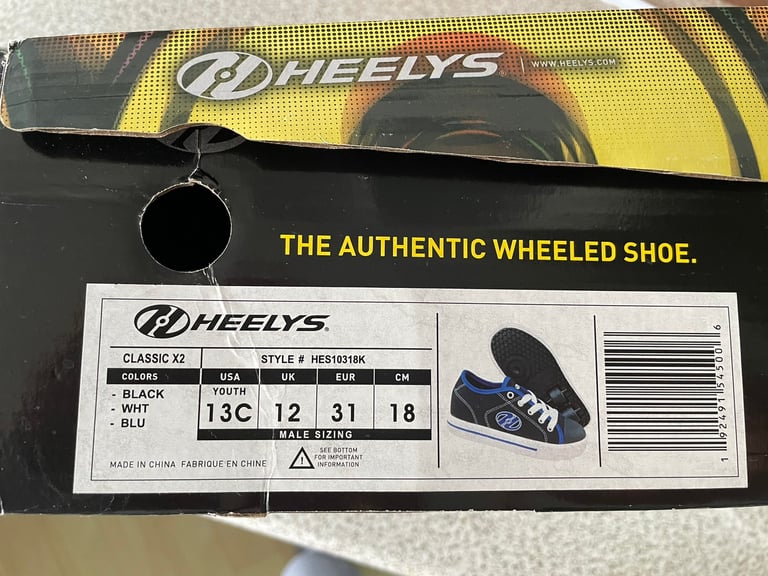 HEELYS | WWW.HEELYS.COM
THE AUTHENTIC WHEELED SHOE.
HEELYS®
CLASSIC X2 STYLE # HES10318K
COLORS USA UK EUR CM
- BLACK
- WHT
- BLU
YOUTH
13C 12 31 18
MALE SIZING
MADE IN CHINA FABRIQUE EN CHINE
! SEE BOTTOM
FOR IMPORTANT
INFORMATION
1 92491 54500 6